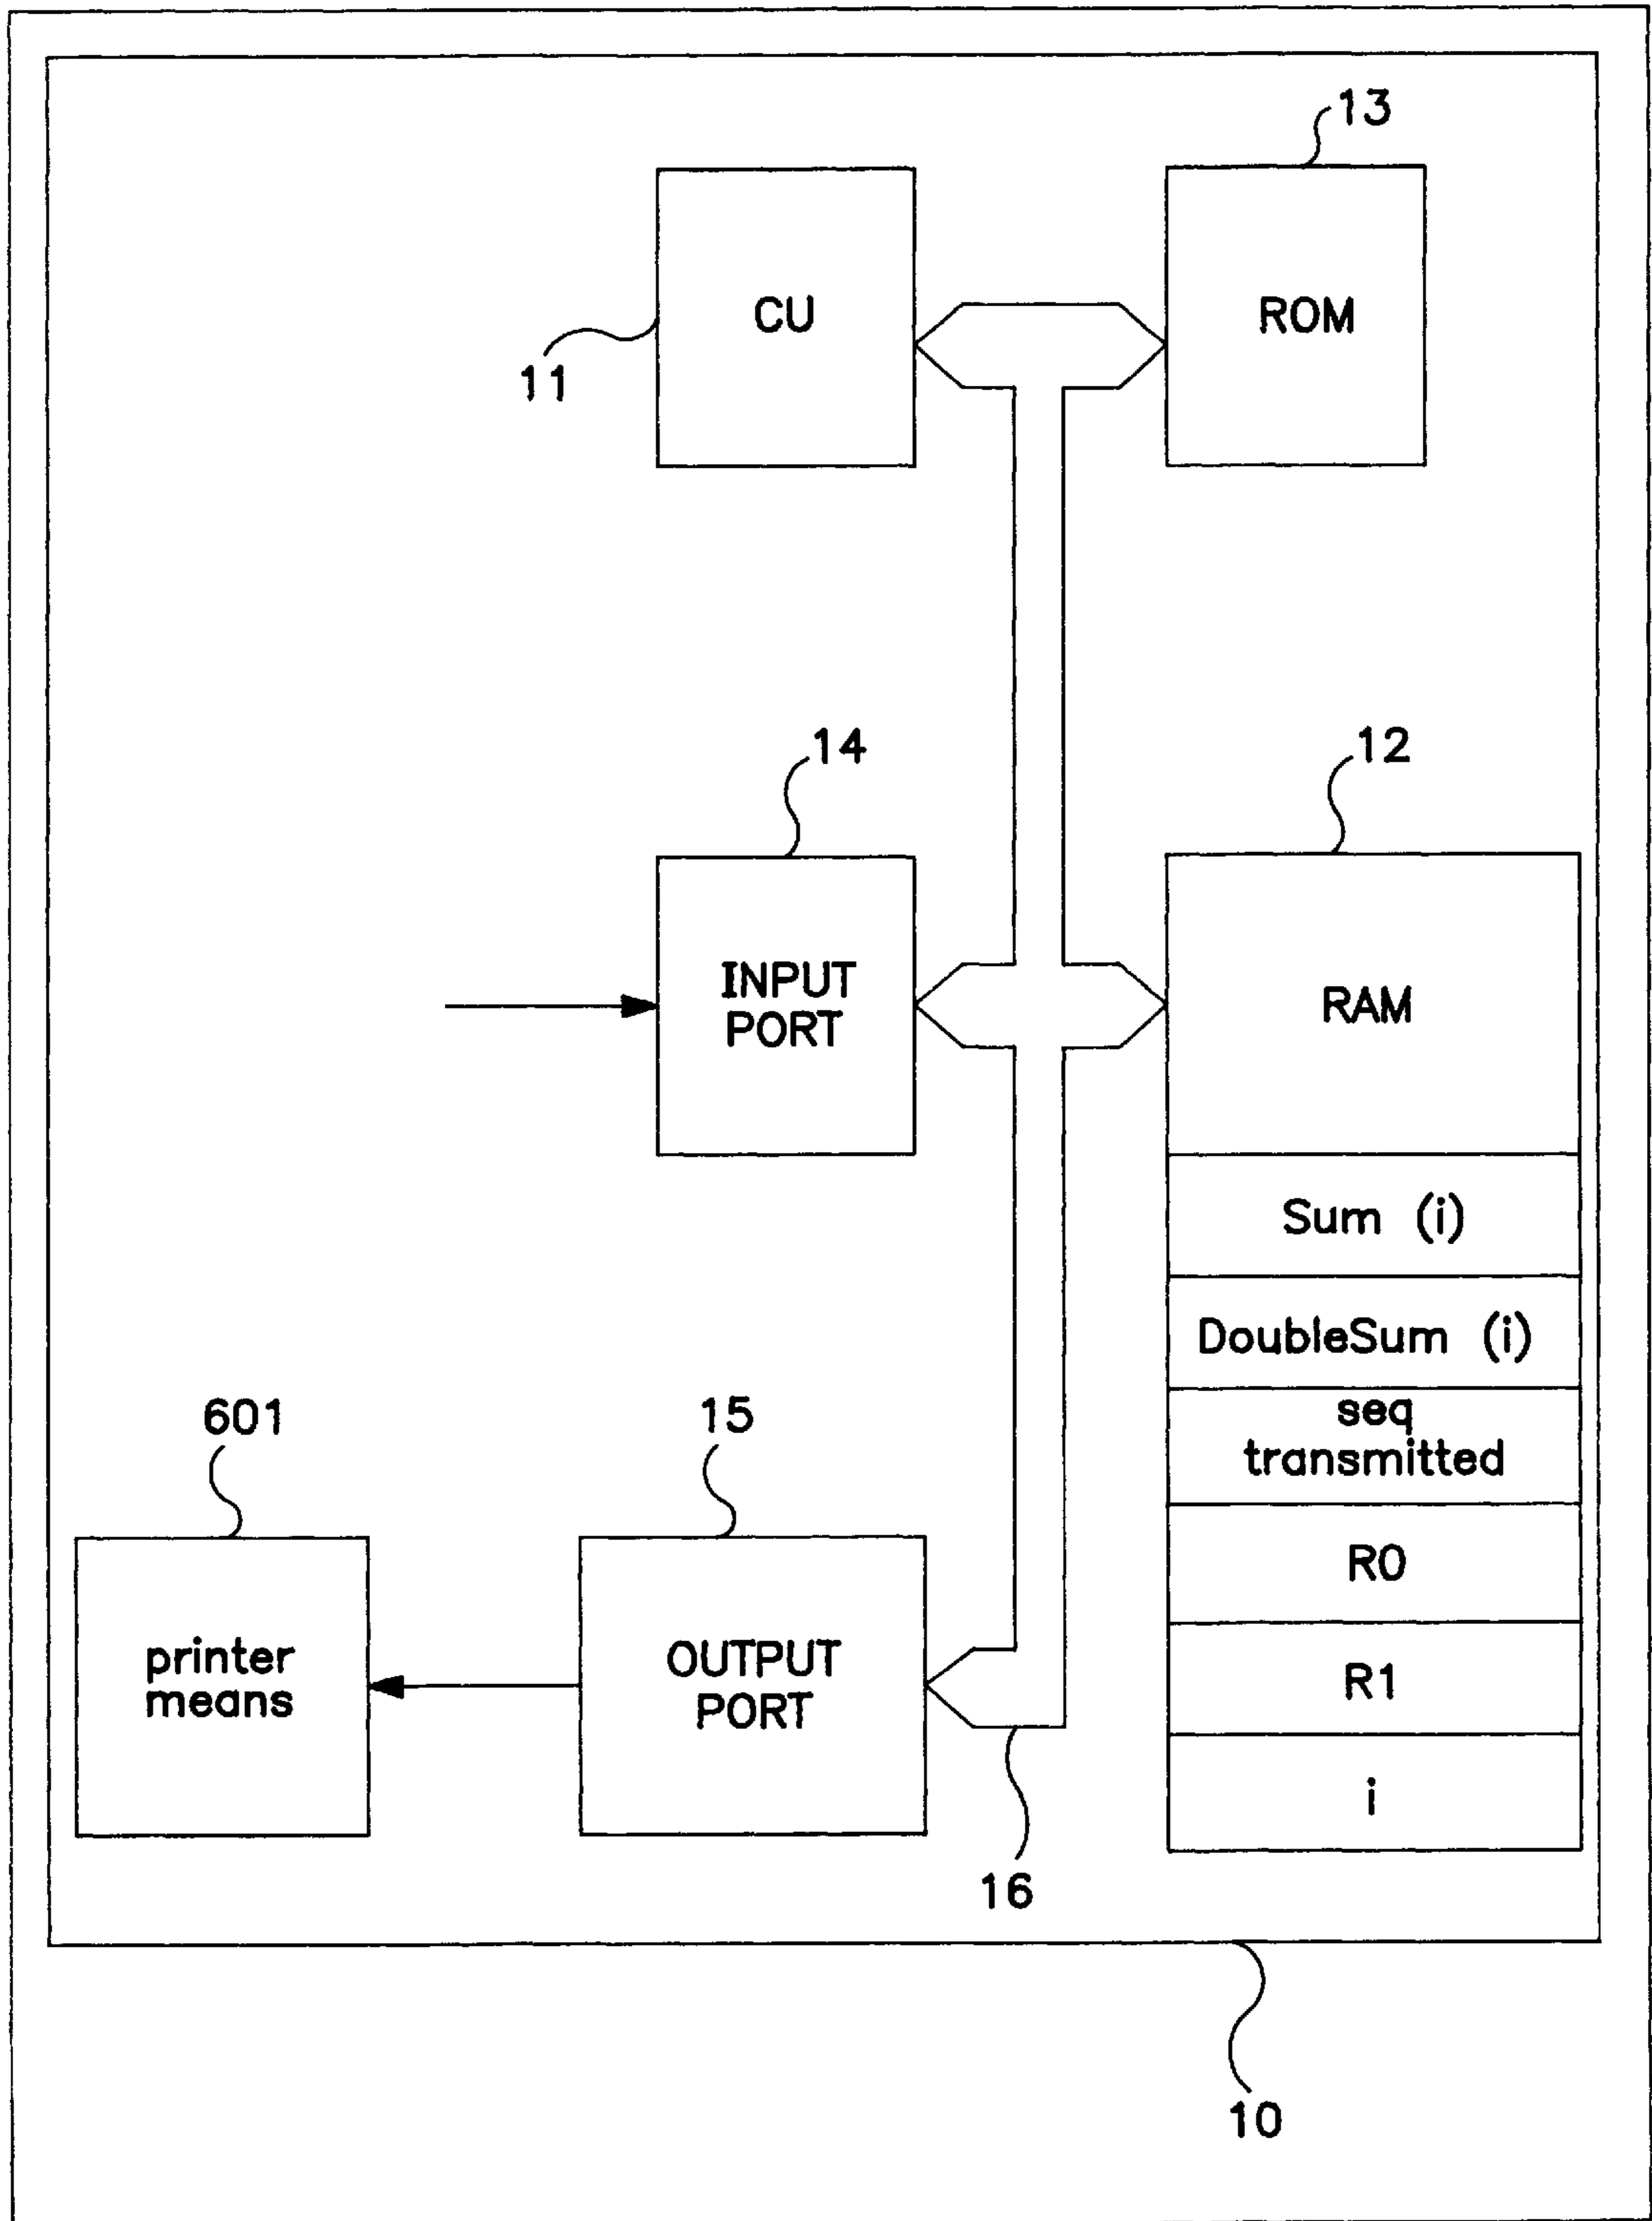 13
CU
ROM
11
14
12
INPUT
PORT
RAM
Sum (i)
DoubleSum (i)
seq
transmitted
601
15
R0
printer
means
OUTPUT
PORT
R1
i
16
10